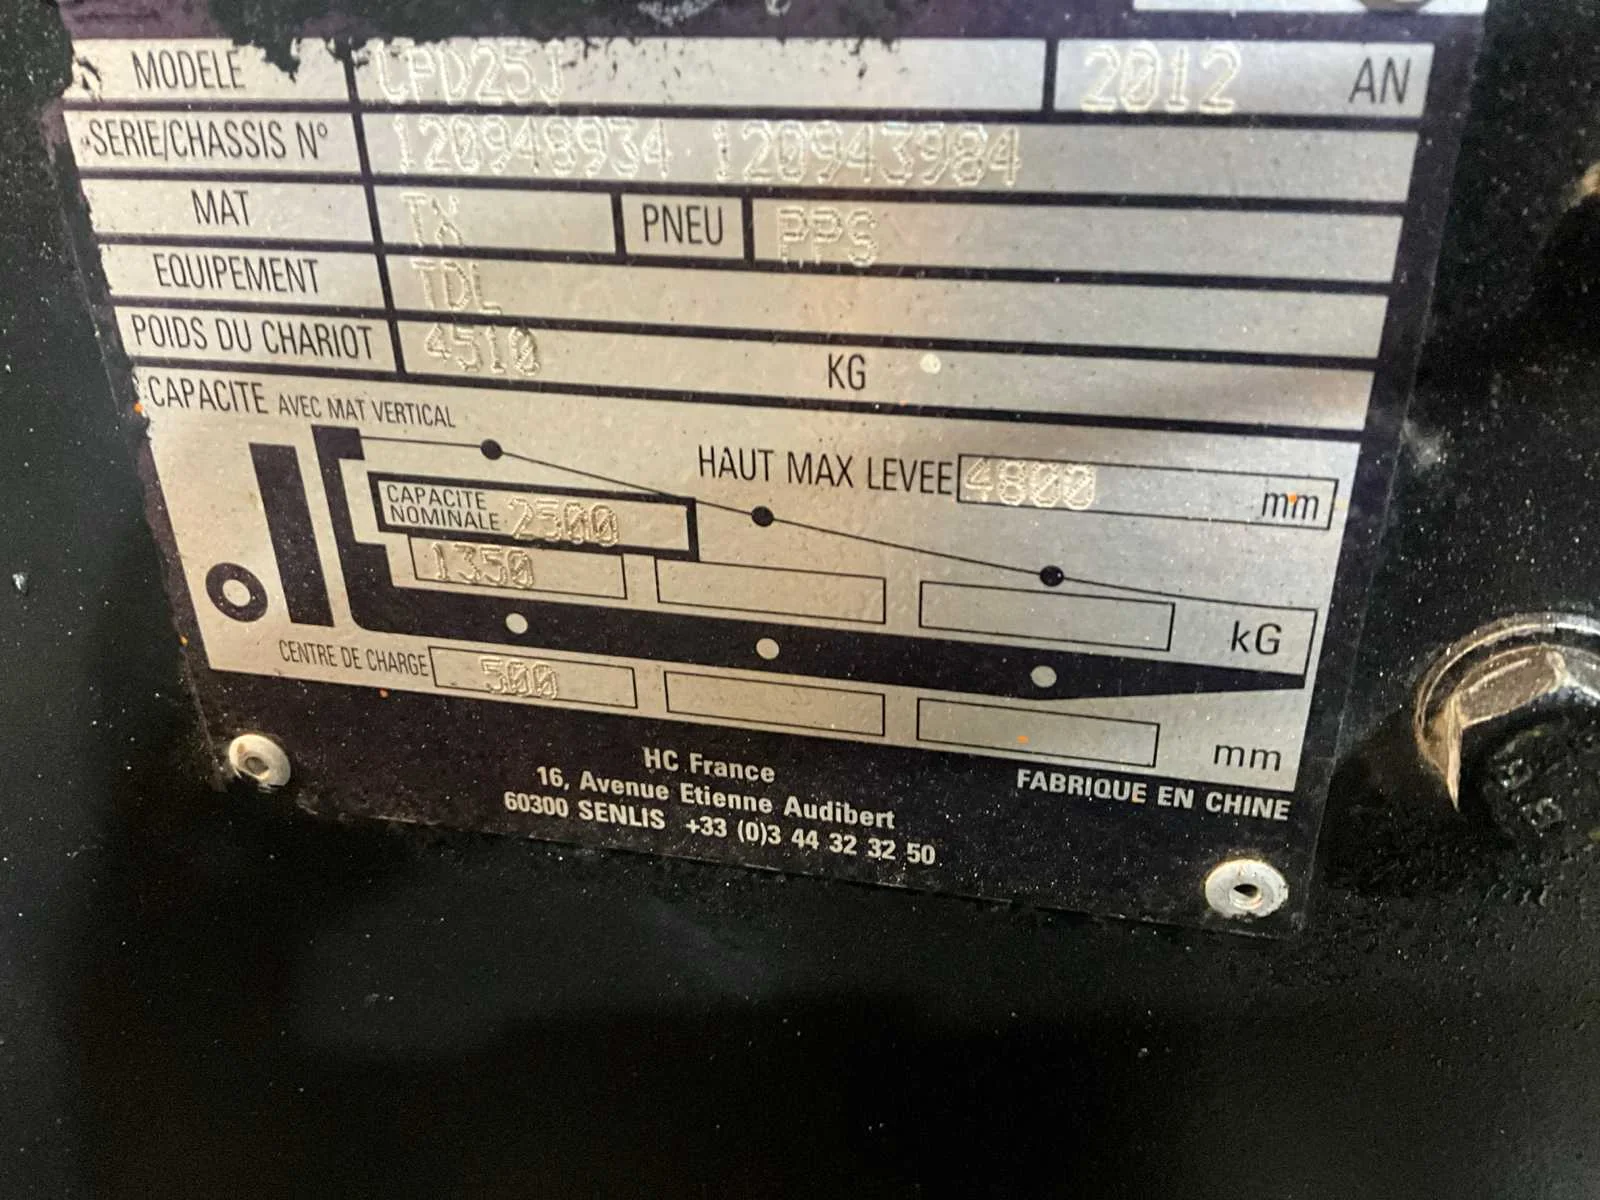 MODELE CPD25J 2012 AN
SERIE/CHASSIS N° 120948934 120943984
MAT TX PNEU PPS
EQUIPEMENT TDL
POIDS DU CHARIOT 4510 KG
CAPACITE AVEC MAT VERTICAL
HAUT MAX LEVEE 4800 mm
CAPACITE NOMINALE 2500
1350 kG
CENTRE DE CHARGE 500 mm
HC France
16, Avenue Etienne Audibert
60300 SENLIS +33 (0)3 44 32 32 50
FABRIQUE EN CHINE